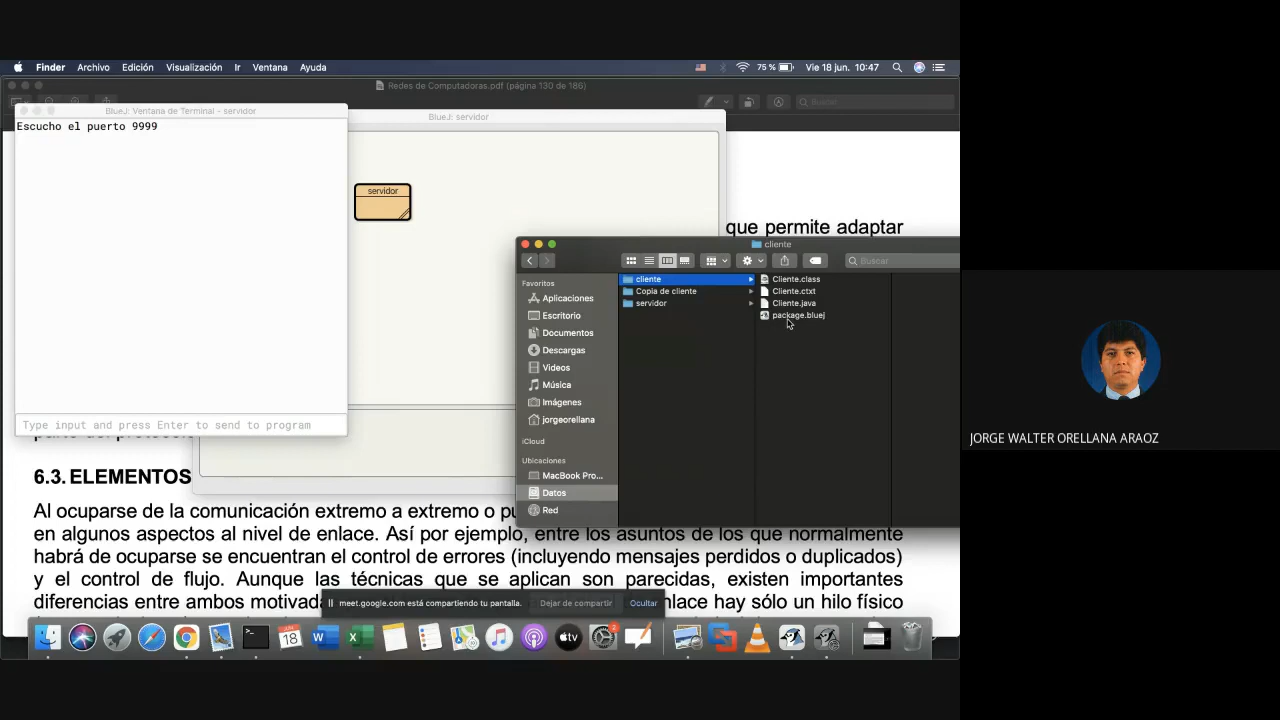 Finder Archivo Edición Visualización Ir Ventana Ayuda 75 % Vie 18 jun. 10:47
Redes de Computadoras.pdf (página 130 de 186)
Buscar
BlueJ: Ventana de Terminal - servidor
BlueJ: servidor
Escucho el puerto 9999
servidor
que permite adaptar
cliente
Buscar
Favoritos
Aplicaciones
Escritorio
Documentos
Descargas
Videos
Música
Imágenes
jorgeorellana
iCloud
Ubicaciones
MacBook Pro...
Datos
Red
cliente
Copia de cliente
servidor
Cliente.class
Cliente.ctxt
Cliente.java
package.bluej
Type input and press Enter to send to program
6.3. ELEMENTOS
Al ocuparse de la comunicación extremo a extremo o pu
en algunos aspectos al nivel de enlace. Así por ejemplo, entre los asuntos de los que normalmente
habrá de ocuparse se encuentran el control de errores (incluyendo mensajes perdidos o duplicados)
y el control de flujo. Aunque las técnicas que se aplican son parecidas, existen importantes
diferencias entre ambos motivada nlace hay sólo un hilo físico
meet.google.com está compartiendo tu pantalla. Dejar de compartir Ocultar
JUN 18
tv
2
JORGE WALTER ORELLANA ARAOZ